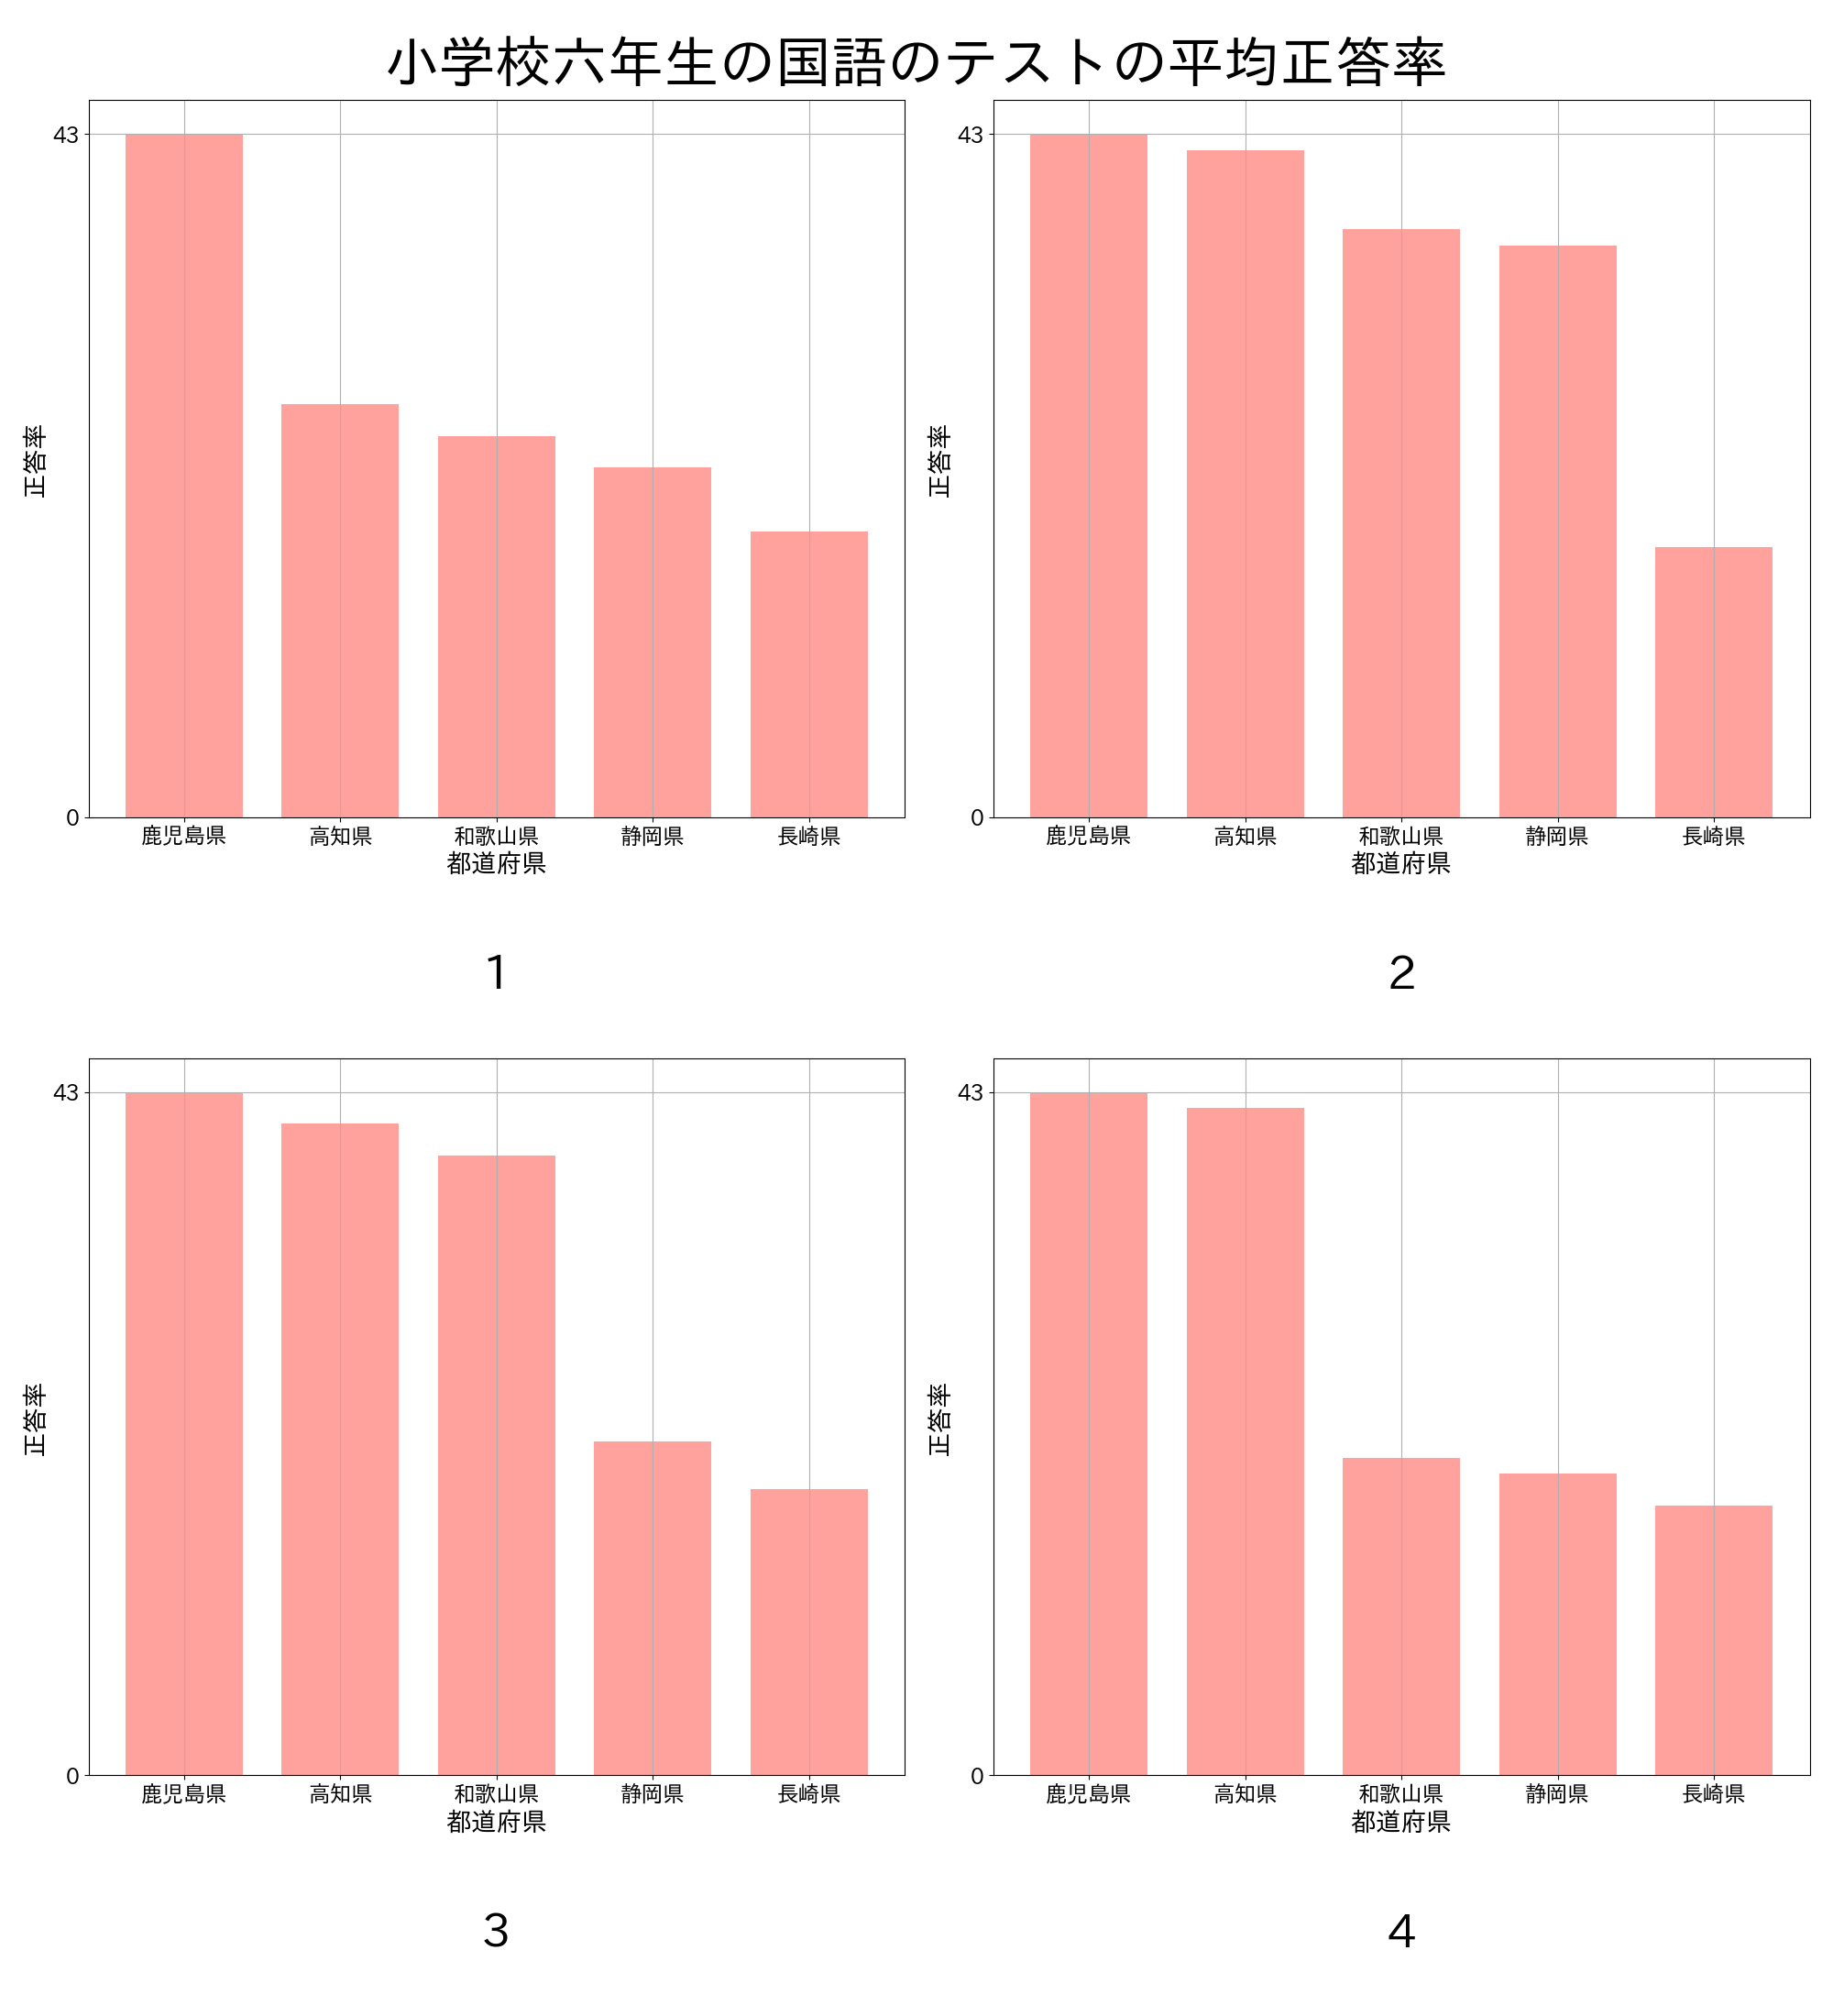 小学校六年生の国語のテストの平均正答率
43
正答率
0
鹿児島県 高知県 和歌山県 静岡県 長崎県
都道府県
1
43
正答率
0
鹿児島県 高知県 和歌山県 静岡県 長崎県
都道府県
2
43
正答率
0
鹿児島県 高知県 和歌山県 静岡県 長崎県
都道府県
3
43
正答率
0
鹿児島県 高知県 和歌山県 静岡県 長崎県
都道府県
4